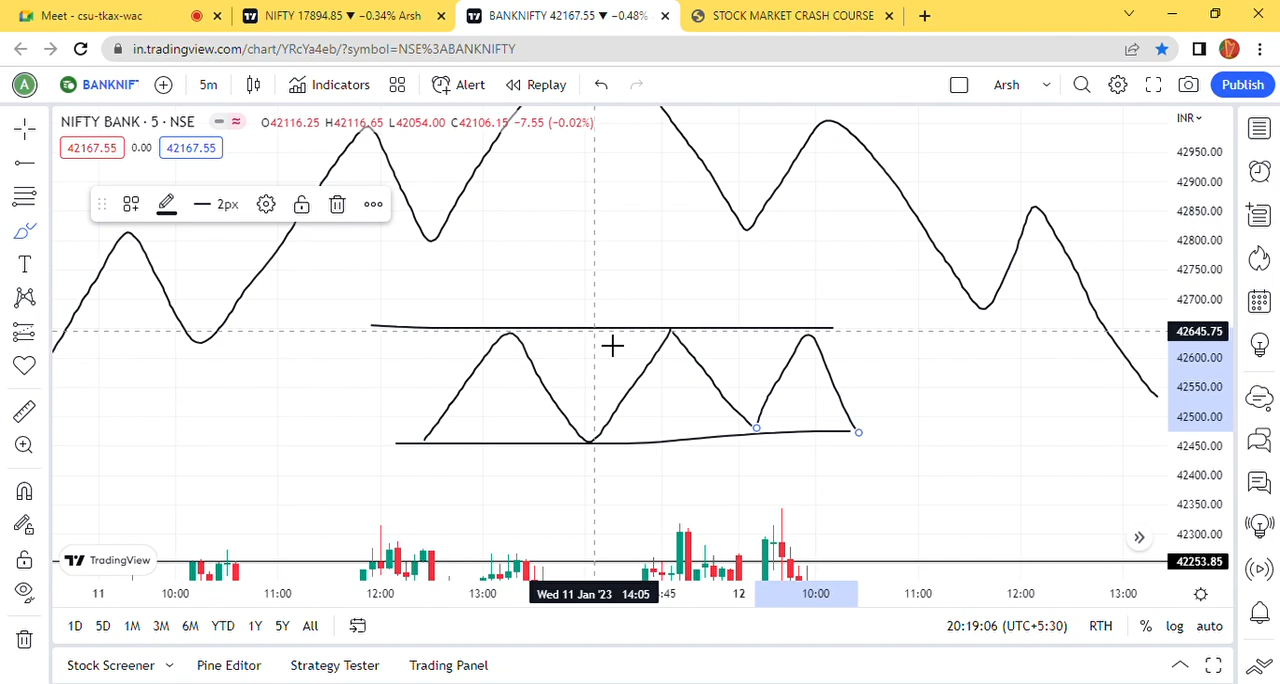 Meet - csu-tkax-wac
NIFTY 17894.85 ▼ −0.34% Arsh
BANKNIFTY 42167.55 ▼ −0.48%
STOCK MARKET CRASH COURSE
in.tradingview.com/chart/YRcYa4eb/?symbol=NSE%3ABANKNIFTY
A
BANKNIF
5m
Indicators
Alert
Replay
Arsh
Publish
NIFTY BANK · 5 · NSE
O42116.25 H42116.65 L42054.00 C42106.15 −7.55 (−0.02%)
INR
42167.55 0.00 42167.55
2px
42950.00
42900.00
42850.00
42800.00
42750.00
42700.00
42645.75
42600.00
42550.00
42500.00
42450.00
42400.00
42350.00
42300.00
42253.85
TradingView
11 10:00 11:00 12:00 13:00 Wed 11 Jan '23 14:05 :45 12 10:00 11:00 12:00 13:00
1D 5D 1M 3M 6M YTD 1Y 5Y All
20:19:06 (UTC+5:30) RTH % log auto
Stock Screener Pine Editor Strategy Tester Trading Panel